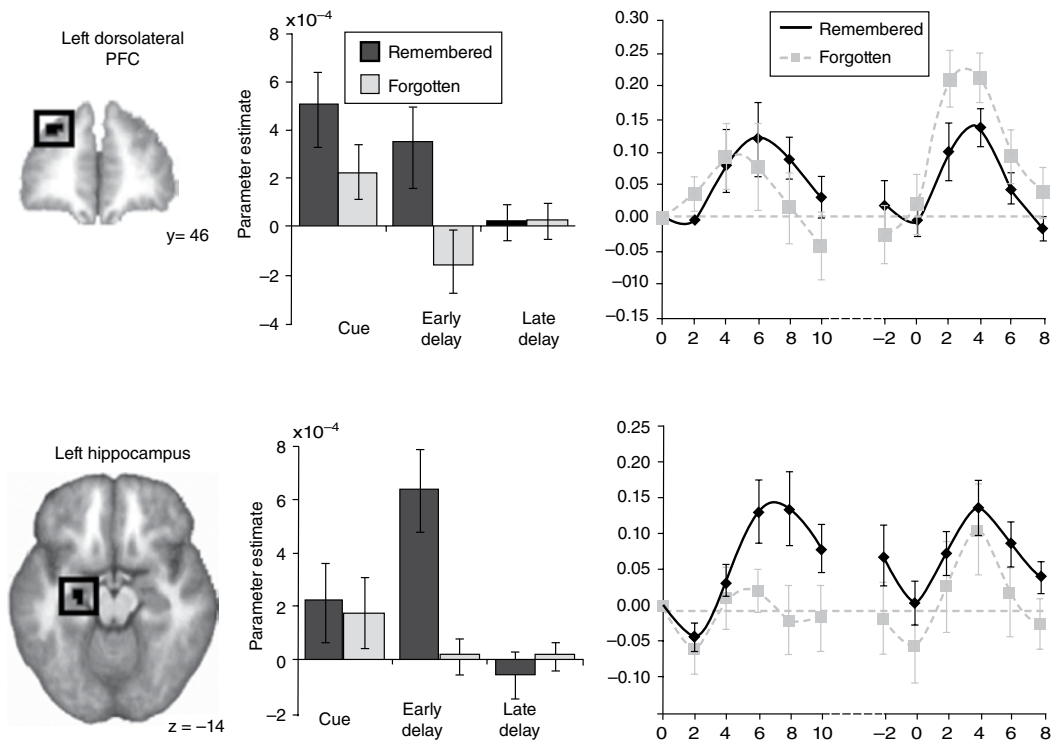 Left dorsolateral
PFC
y= 46
×10⁻⁴
8
6
4
2
0
−2
−4
Parameter estimate
Remembered
Forgotten
Cue
Early
delay
Late
delay
0.30
0.25
0.20
0.15
0.10
0.05
0.00
−0.05
−010
−0.15
Remembered
Forgotten
0 2 4 6 8 10 −2 0 2 4 6 8
Left hippocampus
z = −14
×10⁻⁴
8
6
4
2
0
−2
Parameter estimate
Cue
Early
delay
Late
delay
0.25
0.20
0.15
0.10
0.05
0.00
−0.05
0.10
0 2 4 6 8 10 −2 0 2 4 6 8